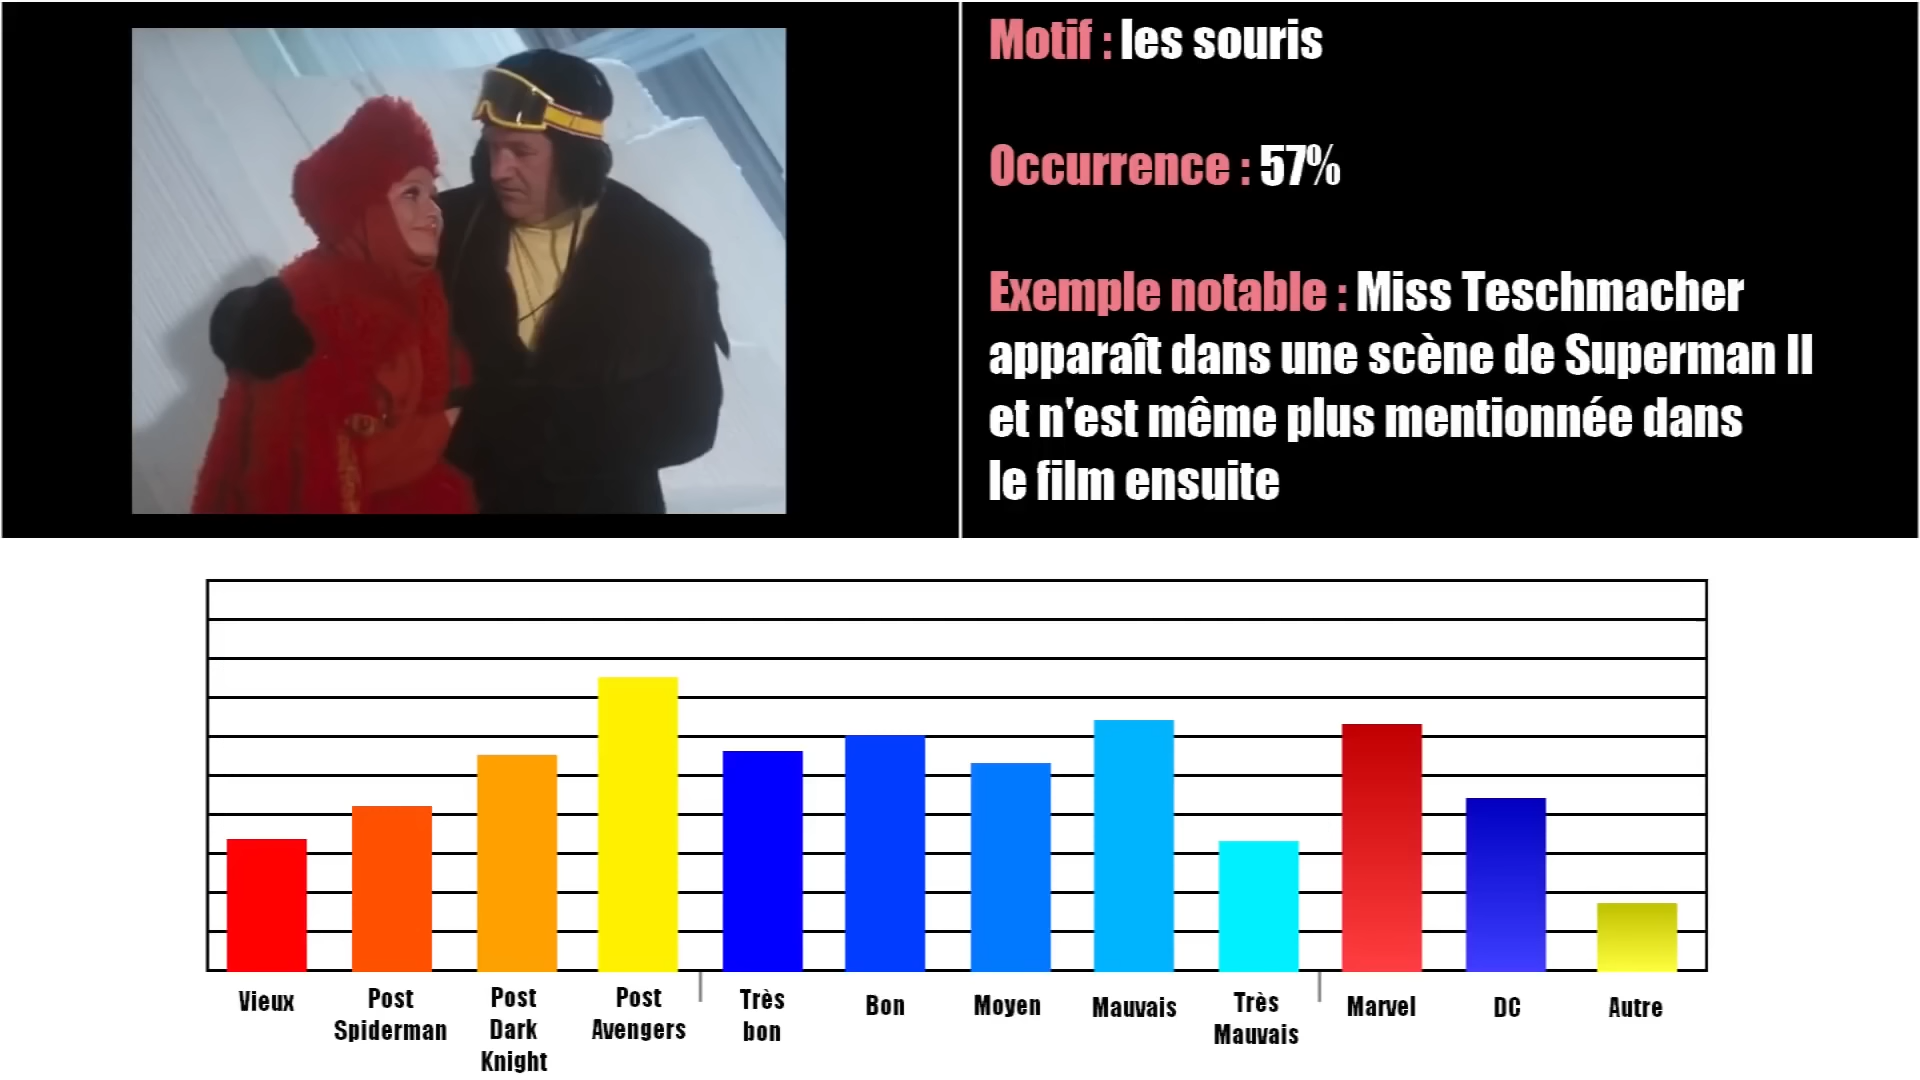 Motif : les souris
Occurrence : 57%
Exemple notable : Miss Teschmacher
apparaît dans une scène de Superman II
et n'est même plus mentionnée dans
le film ensuite
Vieux
Post
Spiderman
Post
Dark
Knight
Post
Avengers
Très
bon
Bon
Moyen
Mauvais
Très
Mauvais
Marvel
DC
Autre